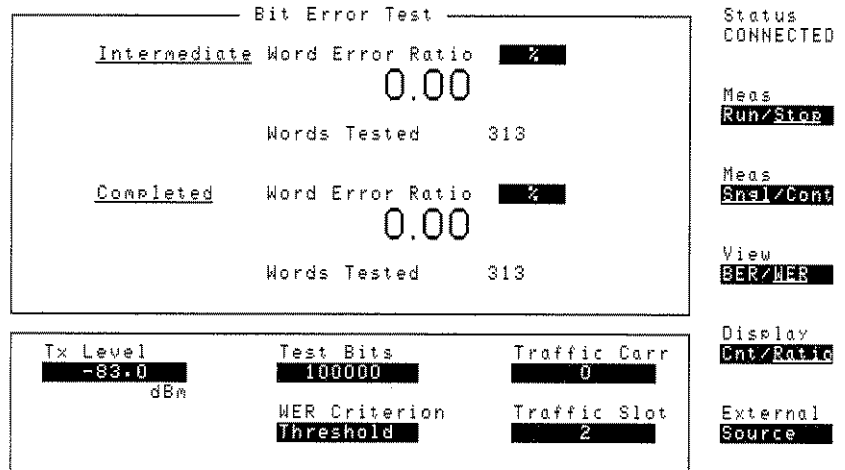 Bit Error Test
Intermediate Word Error Ratio %
0.00
Words Tested 313
Completed Word Error Ratio %
0.00
Words Tested 313
Tx Level
-83.0
dBm
Test Bits
100000
WER Criterion
Threshold
Traffic Carr
0
Traffic Slot
2
Status
CONNECTED
Meas
Run/Stop
Meas
Sngl/Cont
View
BER/WER
Display
Cnt/Ratio
External
Source